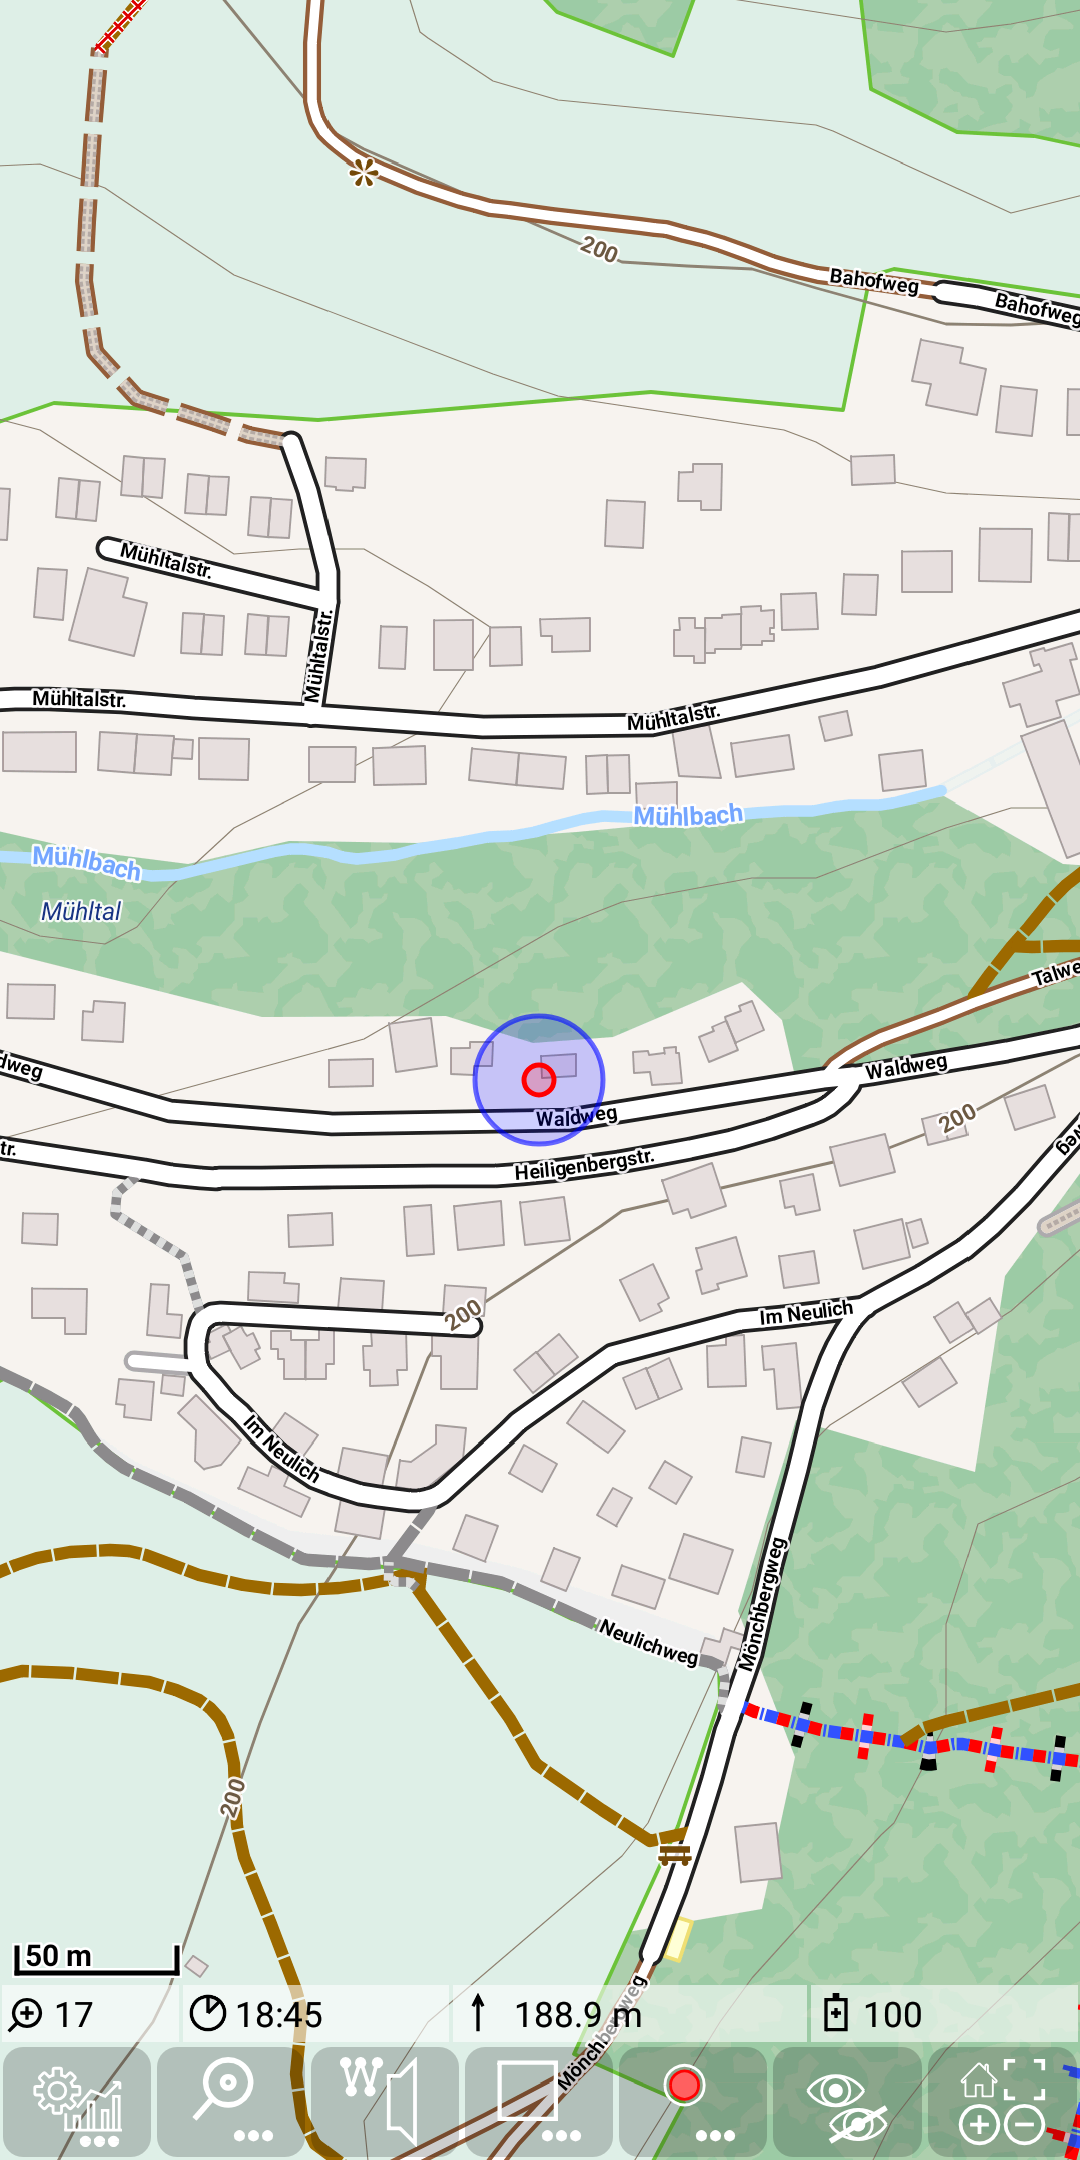 200
Bahofweg
Bahofweg
Mühltalstr.
Mühltalstr.
Mühltalstr.
Mühltalstr.
Mühlbach
Mühlbach
Mühltal
Talwe
dweg
Waldweg
Waldweg
200
tr.
Heiligenbergstr.
weg
200
Im Neulich
Im Neulich
Mönchbergweg
Neulichweg
200
50 m
Mönchbergweg
17
18:45
188.9 m
100
W